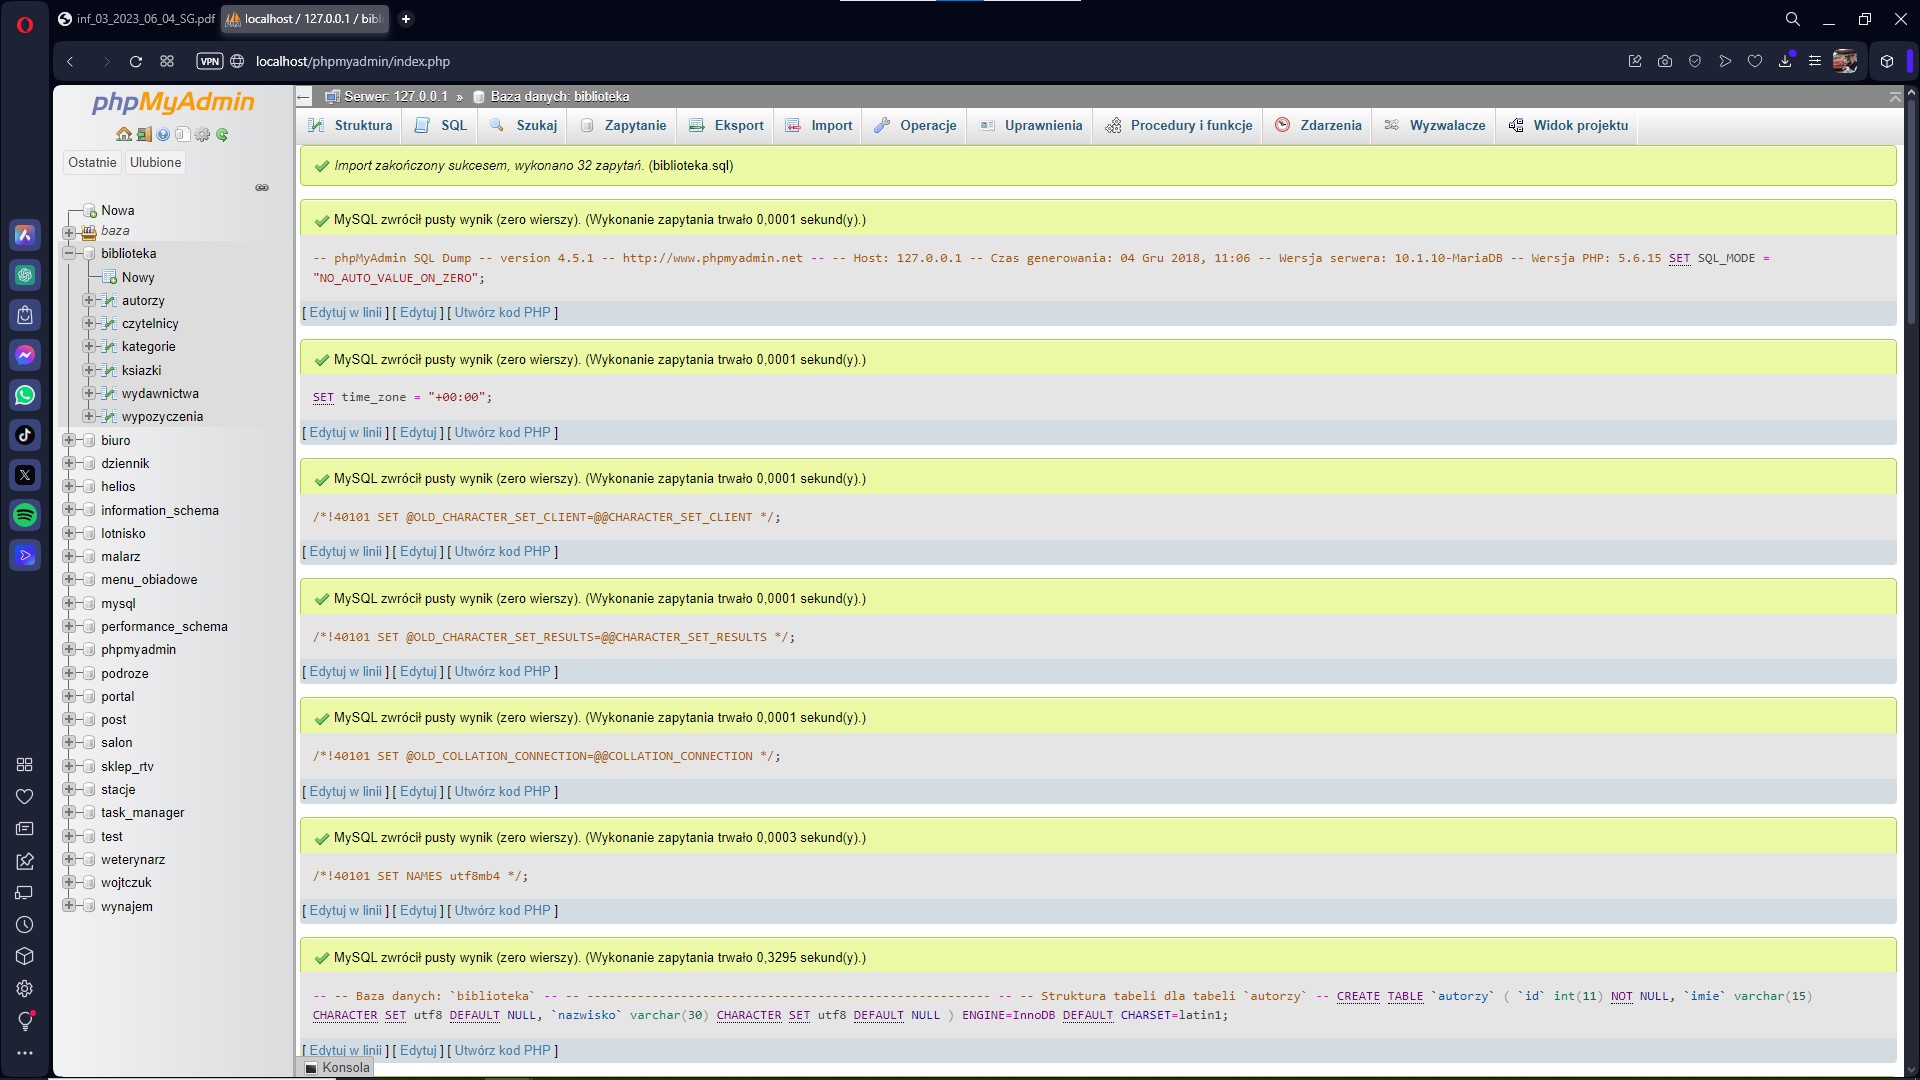 inf_03_2023_06_04_SG.pdf
localhost / 127.0.0.1 / bibl
VPN
localhost/phpmyadmin/index.php
phpMyAdmin
Ostatnie
Ulubione
Nowa
baza
biblioteka
Nowy
autorzy
czytelnicy
kategorie
ksiazki
wydawnictwa
wypozyczenia
biuro
dziennik
helios
information_schema
lotnisko
malarz
menu_obiadowe
mysql
performance_schema
phpmyadmin
podroze
portal
post
salon
sklep_rtv
stacje
task_manager
test
weterynarz
wojtczuk
wynajem
Serwer: 127.0.0.1 » Baza danych: biblioteka
Struktura SQL Szukaj Zapytanie Eksport Import Operacje Uprawnienia Procedury i funkcje Zdarzenia Wyzwalacze Widok projektu
Import zakończony sukcesem, wykonano 32 zapytań. (biblioteka.sql)
MySQL zwrócił pusty wynik (zero wierszy). (Wykonanie zapytania trwało 0,0001 sekund(y).)
-- phpMyAdmin SQL Dump -- version 4.5.1 -- http://www.phpmyadmin.net -- -- Host: 127.0.0.1 -- Czas generowania: 04 Gru 2018, 11:06 -- Wersja serwera: 10.1.10-MariaDB -- Wersja PHP: 5.6.15 SET SQL_MODE =
"NO_AUTO_VALUE_ON_ZERO";
[ Edytuj w linii ] [ Edytuj ] [ Utwórz kod PHP ]
MySQL zwrócił pusty wynik (zero wierszy). (Wykonanie zapytania trwało 0,0001 sekund(y).)
SET time_zone = "+00:00";
[ Edytuj w linii ] [ Edytuj ] [ Utwórz kod PHP ]
MySQL zwrócił pusty wynik (zero wierszy). (Wykonanie zapytania trwało 0,0001 sekund(y).)
/*!40101 SET @OLD_CHARACTER_SET_CLIENT=@@CHARACTER_SET_CLIENT */;
[ Edytuj w linii ] [ Edytuj ] [ Utwórz kod PHP ]
MySQL zwrócił pusty wynik (zero wierszy). (Wykonanie zapytania trwało 0,0001 sekund(y).)
/*!40101 SET @OLD_CHARACTER_SET_RESULTS=@@CHARACTER_SET_RESULTS */;
[ Edytuj w linii ] [ Edytuj ] [ Utwórz kod PHP ]
MySQL zwrócił pusty wynik (zero wierszy). (Wykonanie zapytania trwało 0,0001 sekund(y).)
/*!40101 SET @OLD_COLLATION_CONNECTION=@@COLLATION_CONNECTION */;
[ Edytuj w linii ] [ Edytuj ] [ Utwórz kod PHP ]
MySQL zwrócił pusty wynik (zero wierszy). (Wykonanie zapytania trwało 0,0003 sekund(y).)
/*!40101 SET NAMES utf8mb4 */;
[ Edytuj w linii ] [ Edytuj ] [ Utwórz kod PHP ]
MySQL zwrócił pusty wynik (zero wierszy). (Wykonanie zapytania trwało 0,3295 sekund(y).)
-- -- Baza danych: `biblioteka` -- -- -------------------------------------------------------- -- -- Struktura tabeli dla tabeli `autorzy` -- CREATE TABLE `autorzy` ( `id` int(11) NOT NULL, `imie` varchar(15)
CHARACTER SET utf8 DEFAULT NULL, `nazwisko` varchar(30) CHARACTER SET utf8 DEFAULT NULL ) ENGINE=InnoDB DEFAULT CHARSET=latin1;
[ Edytuj w linii ] [ Edytuj ] [ Utwórz kod PHP ]
Konsola